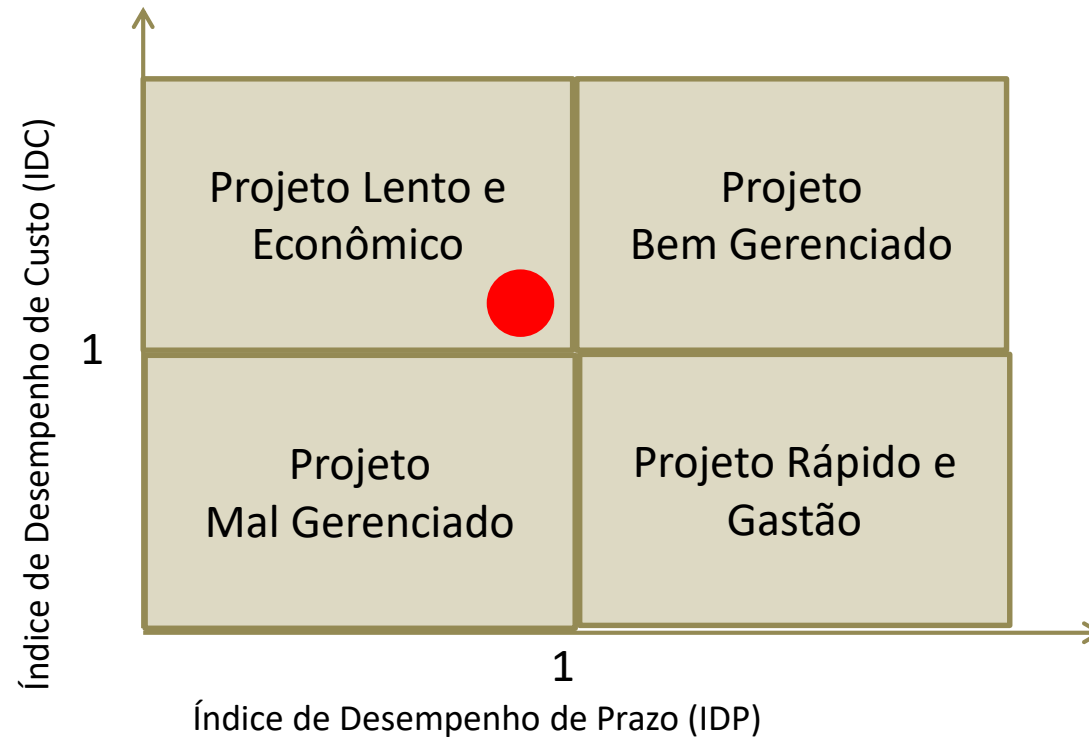 Índice de Desempenho de Custo (IDC)
Projeto Lento e
Econômico
Projeto
Bem Gerenciado
1
Projeto
Mal Gerenciado
Projeto Rápido e
Gastão
1
Índice de Desempenho de Prazo (IDP)